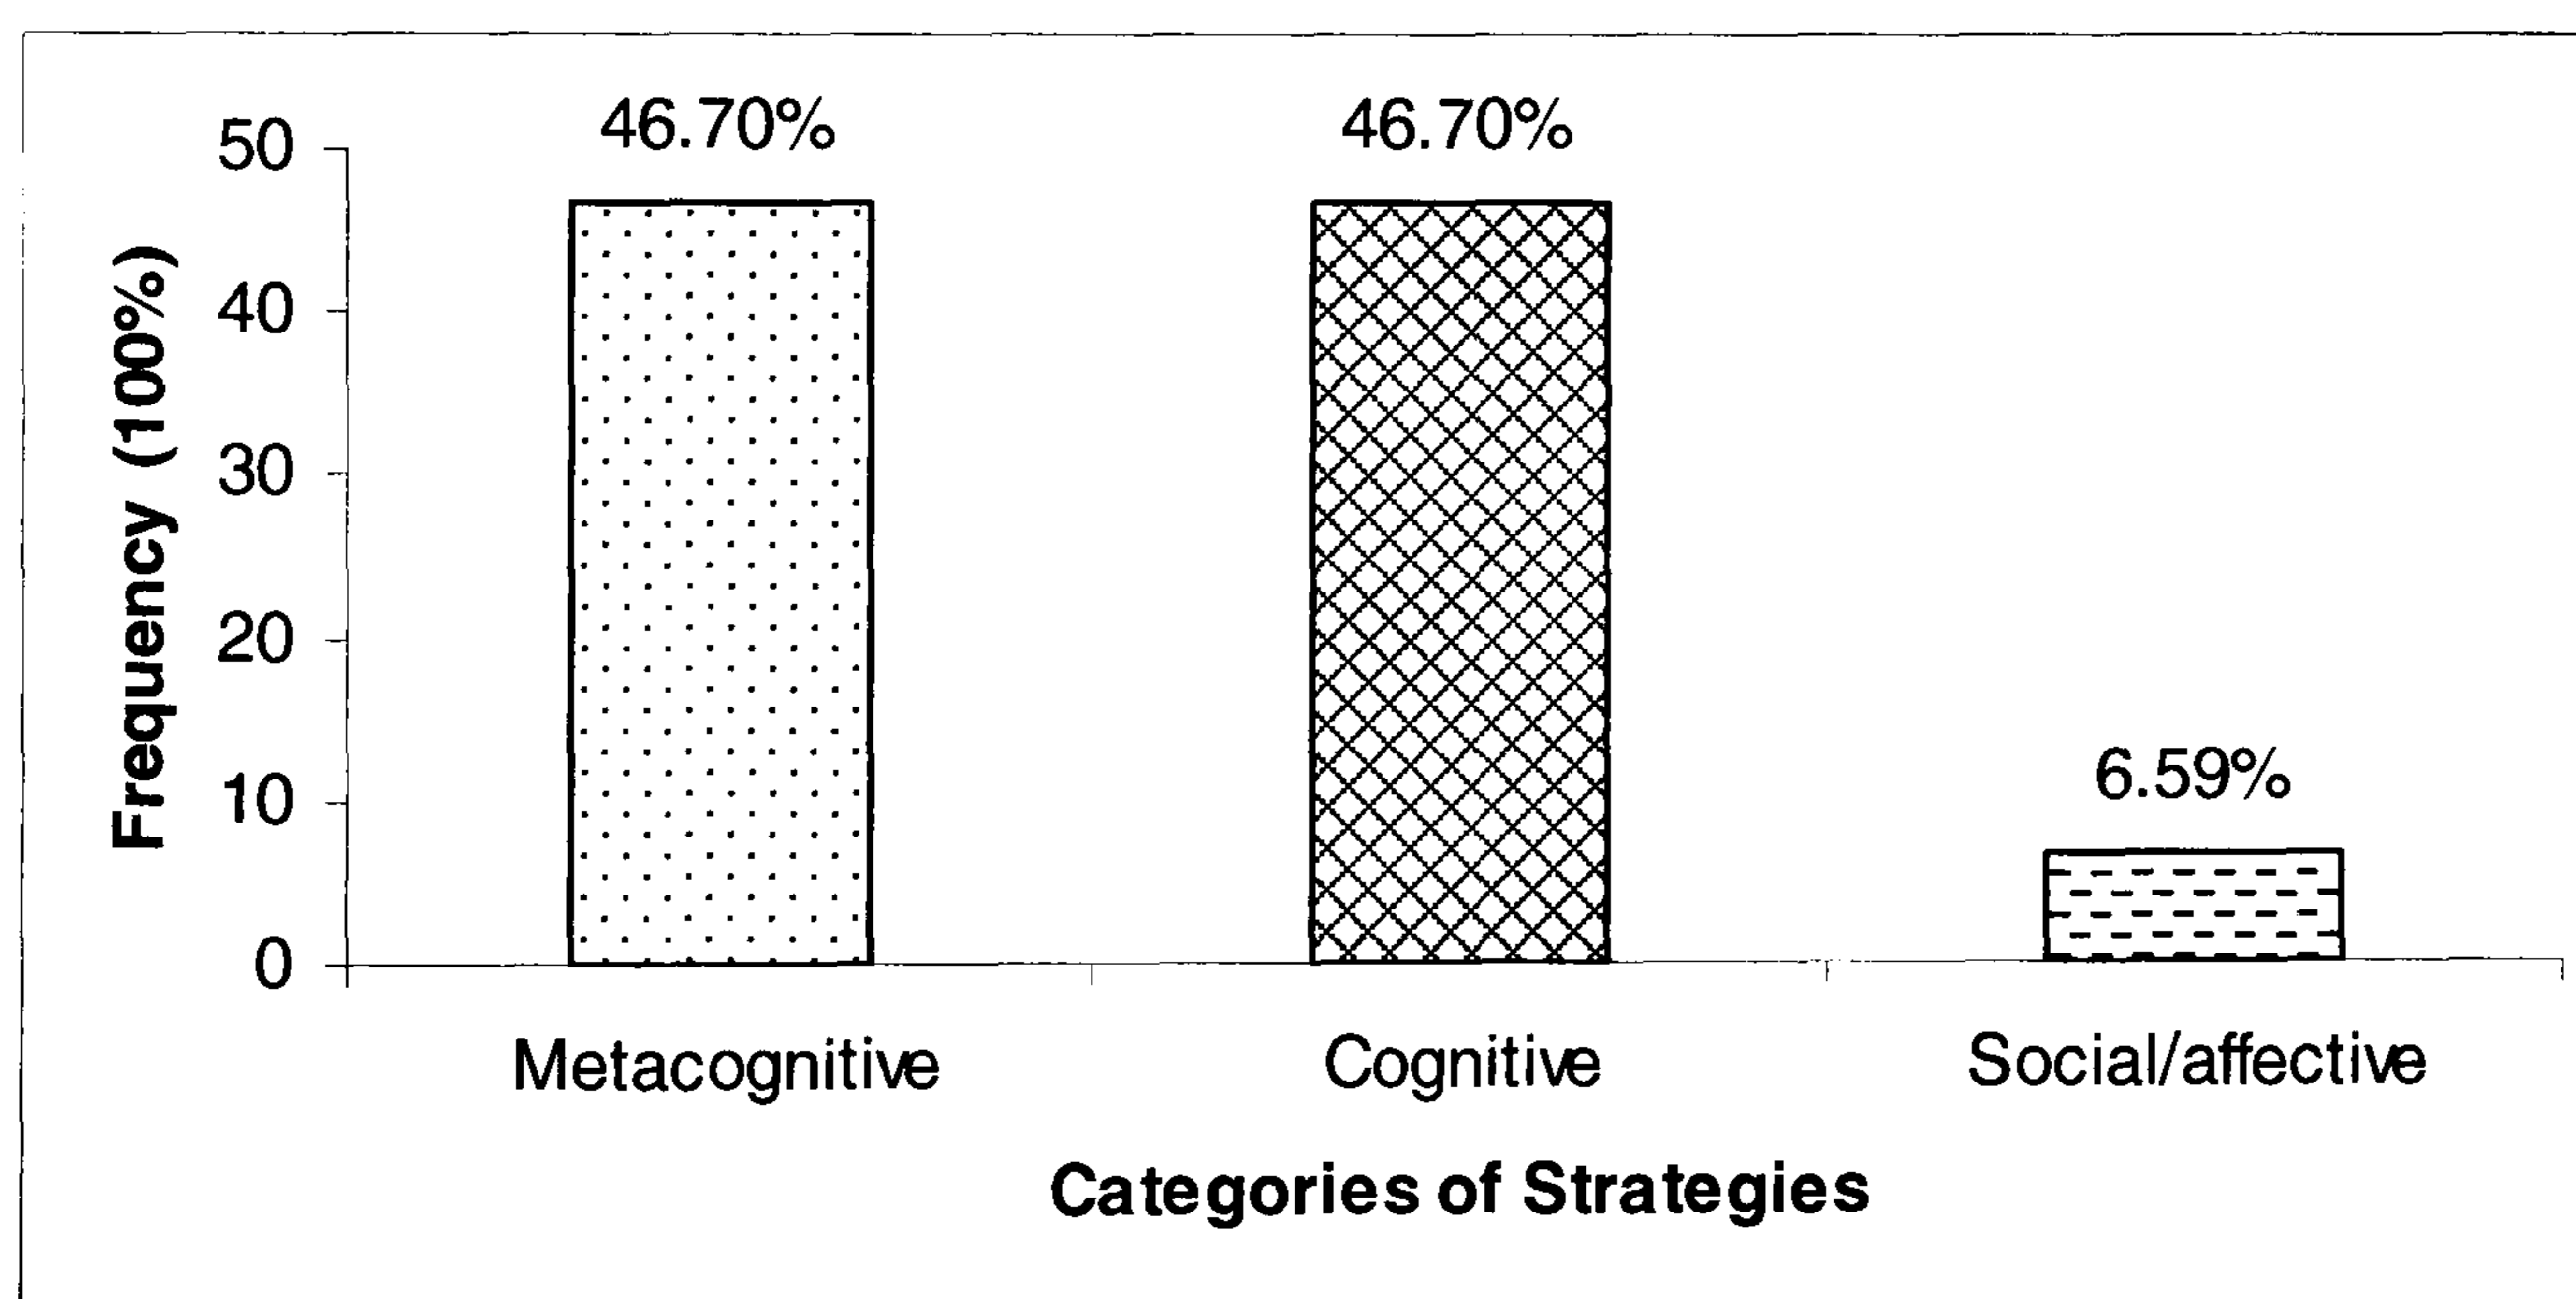 46.70%
46.70%
6.59%
50
40
30
20
10
0
Frequency (100%)
Metacognitive
Cognitive
Social/affective
Categories of Strategies